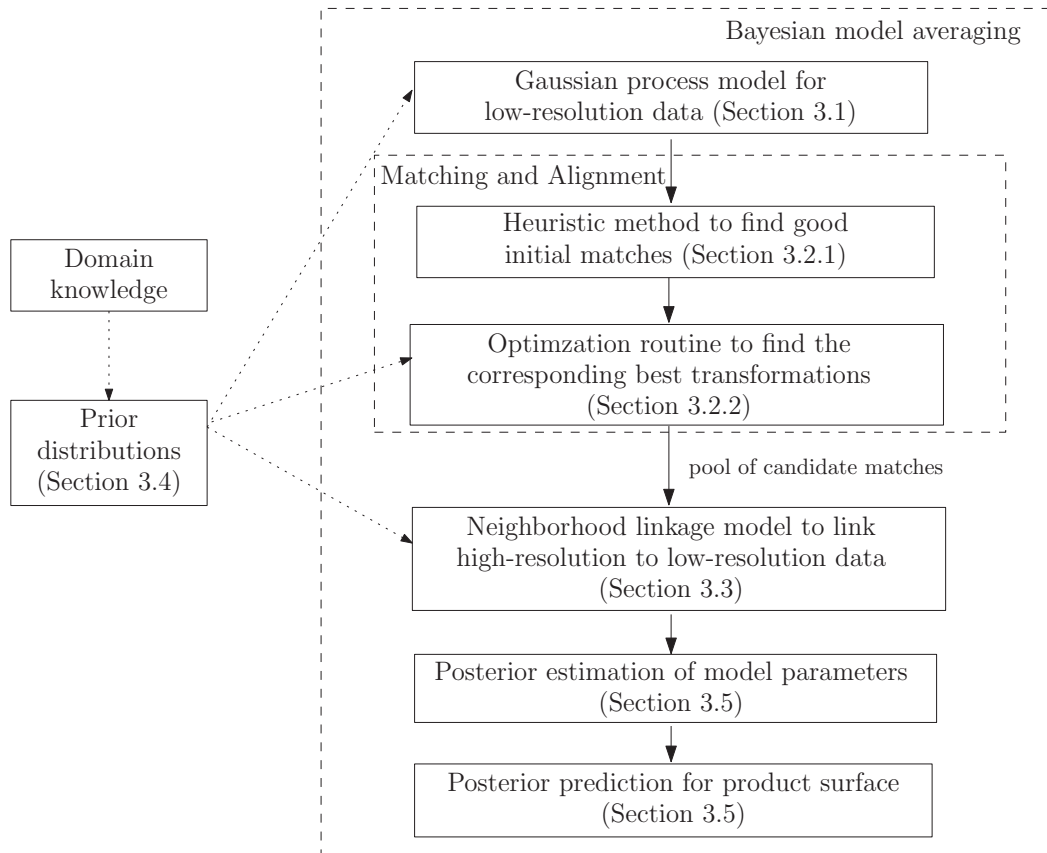 Bayesian model averaging
Gaussian process model for
low-resolution data (Section 3.1)
Matching and Alignment
Heuristic method to find good
initial matches (Section 3.2.1)
Domain
knowledge
Optimzation routine to find the
corresponding best transformations
(Section 3.2.2)
Prior
distributions
(Section 3.4)
pool of candidate matches
Neighborhood linkage model to link
high-resolution to low-resolution data
(Section 3.3)
Posterior estimation of model parameters
(Section 3.5)
Posterior prediction for product surface
(Section 3.5)